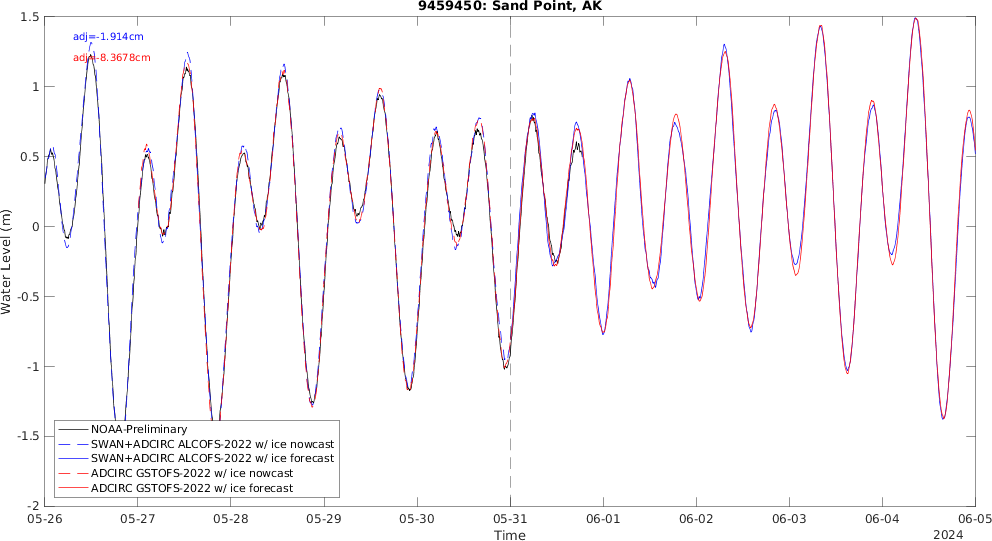 9459450: Sand Point, AK
adj=-1.914cm
adj=-8.3678cm
1.5
1
0.5
0
-0.5
-1
-1.5
-2
Water Level (m)
NOAA-Preliminary
SWAN+ADCIRC ALCOFS-2022 w/ ice nowcast
SWAN+ADCIRC ALCOFS-2022 w/ ice forecast
ADCIRC GSTOFS-2022 w/ ice nowcast
ADCIRC GSTOFS-2022 w/ ice forecast
05-26 05-27 05-28 05-29 05-30 05-31 06-01 06-02 06-03 06-04 06-05
Time
2024